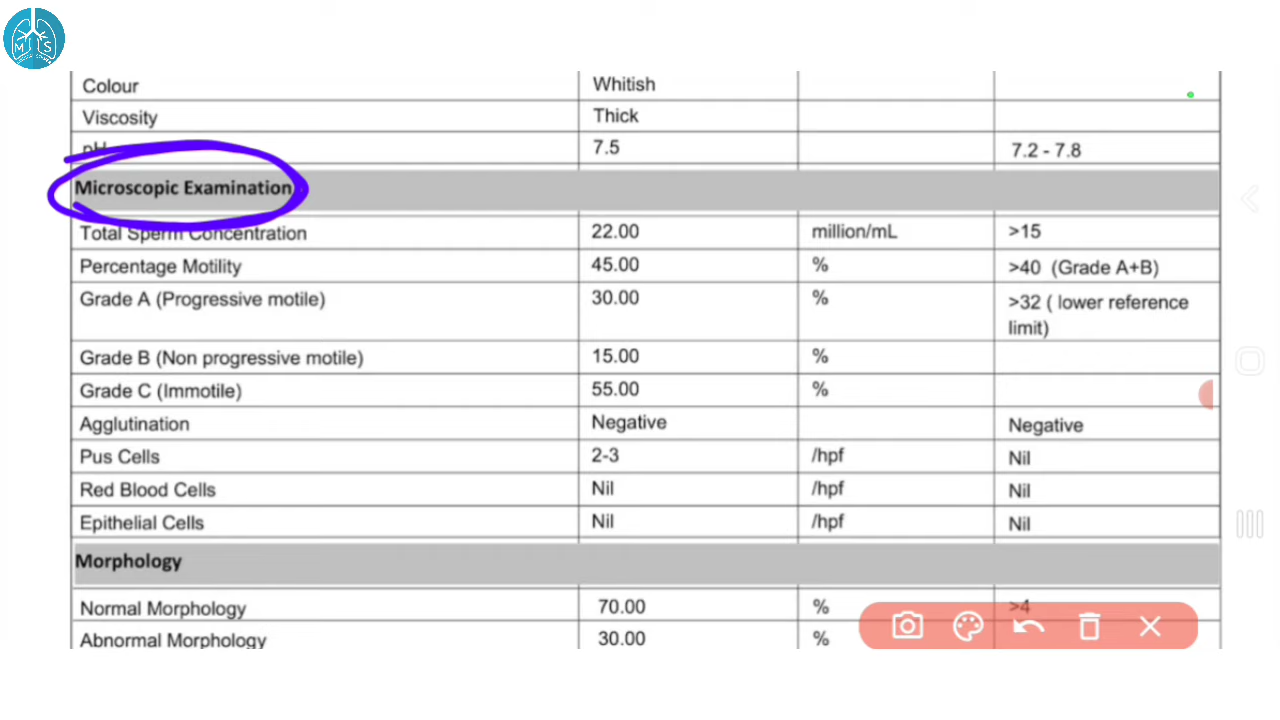 M S
Colour Whitish
Viscosity Thick
pH 7.5 7.2 - 7.8
Microscopic Examination
Total Sperm Concentration 22.00 million/mL >15
Percentage Motility 45.00 % >40 (Grade A+B)
Grade A (Progressive motile) 30.00 % >32 ( lower reference
limit)
Grade B (Non progressive motile) 15.00 %
Grade C (Immotile) 55.00 %
Agglutination Negative Negative
Pus Cells 2-3 /hpf Nil
Red Blood Cells Nil /hpf Nil
Epithelial Cells Nil /hpf Nil
Morphology
Normal Morphology 70.00 % >4
Abnormal Morphology 30.00 %